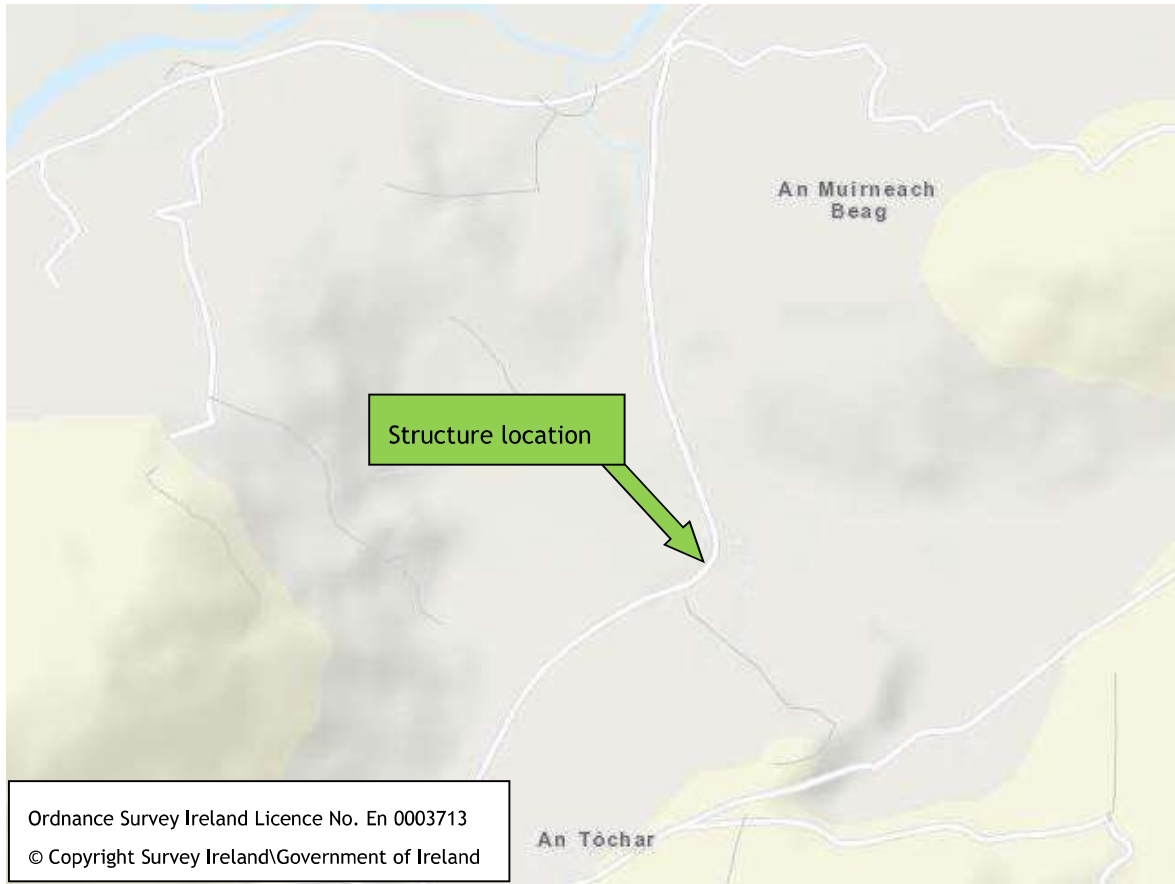 An Muirneach
Beag
Structure location
Ordnance Survey Ireland Licence No. En 0003713
© Copyright Survey Ireland\Government of Ireland
An Tòchar